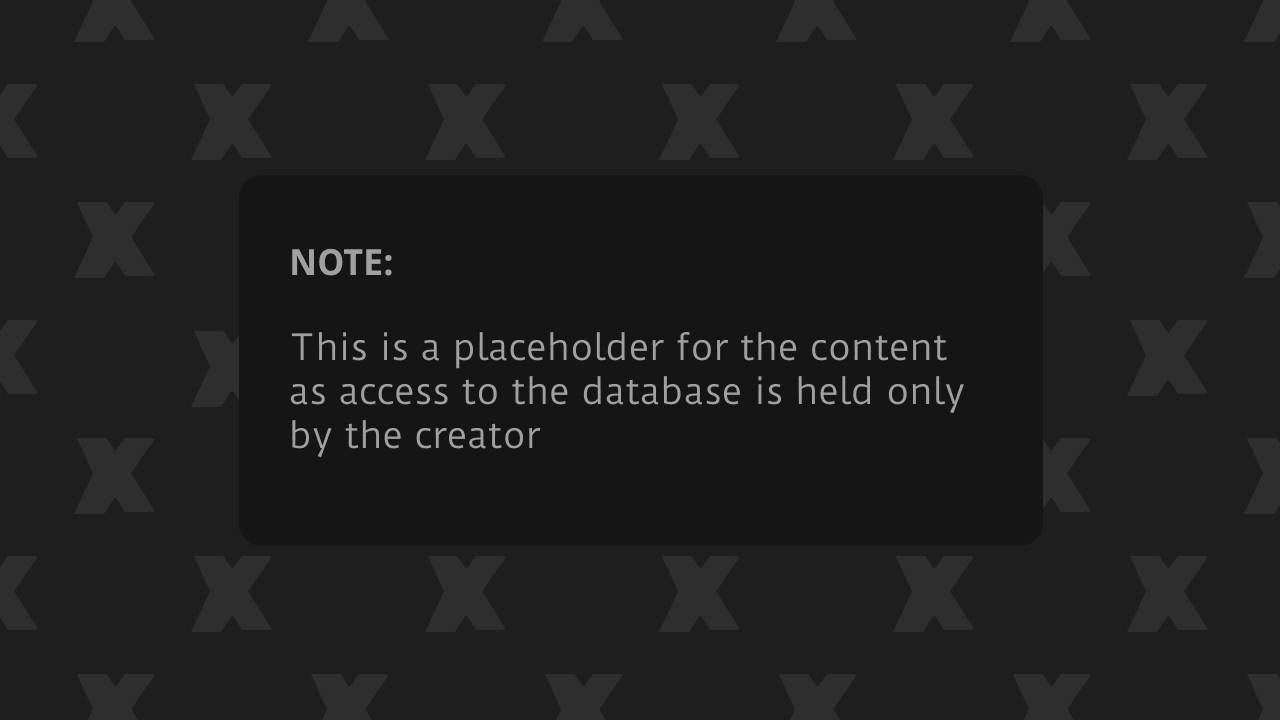 NOTE:
This is a placeholder for the content
as access to the database is held only
by the creator